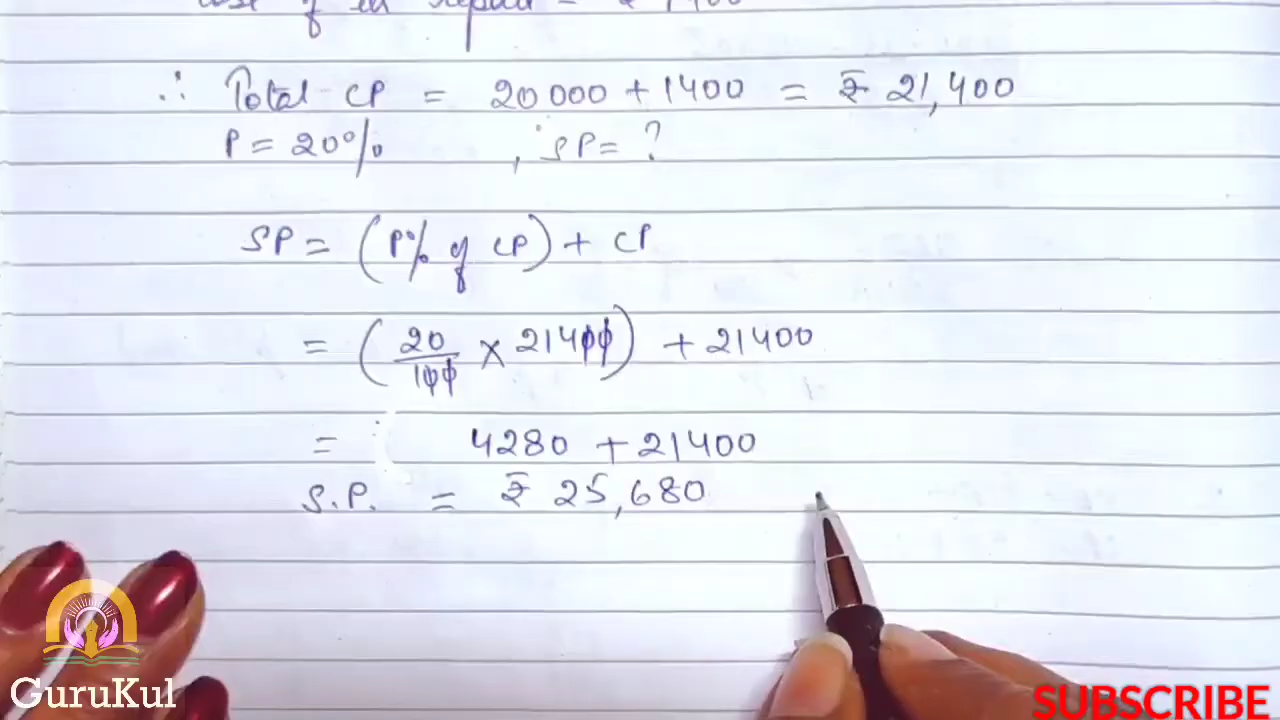 = ₹ 1400
∴ Total CP = 20000 + 1400 = ₹ 21,400
P = 20% , SP = ?
SP = (P% of CP) + CP
= (20/100 × 21400) + 21400
= 4280 + 21400
S.P. = ₹ 25,680
GuruKul
SUBSCRIBE